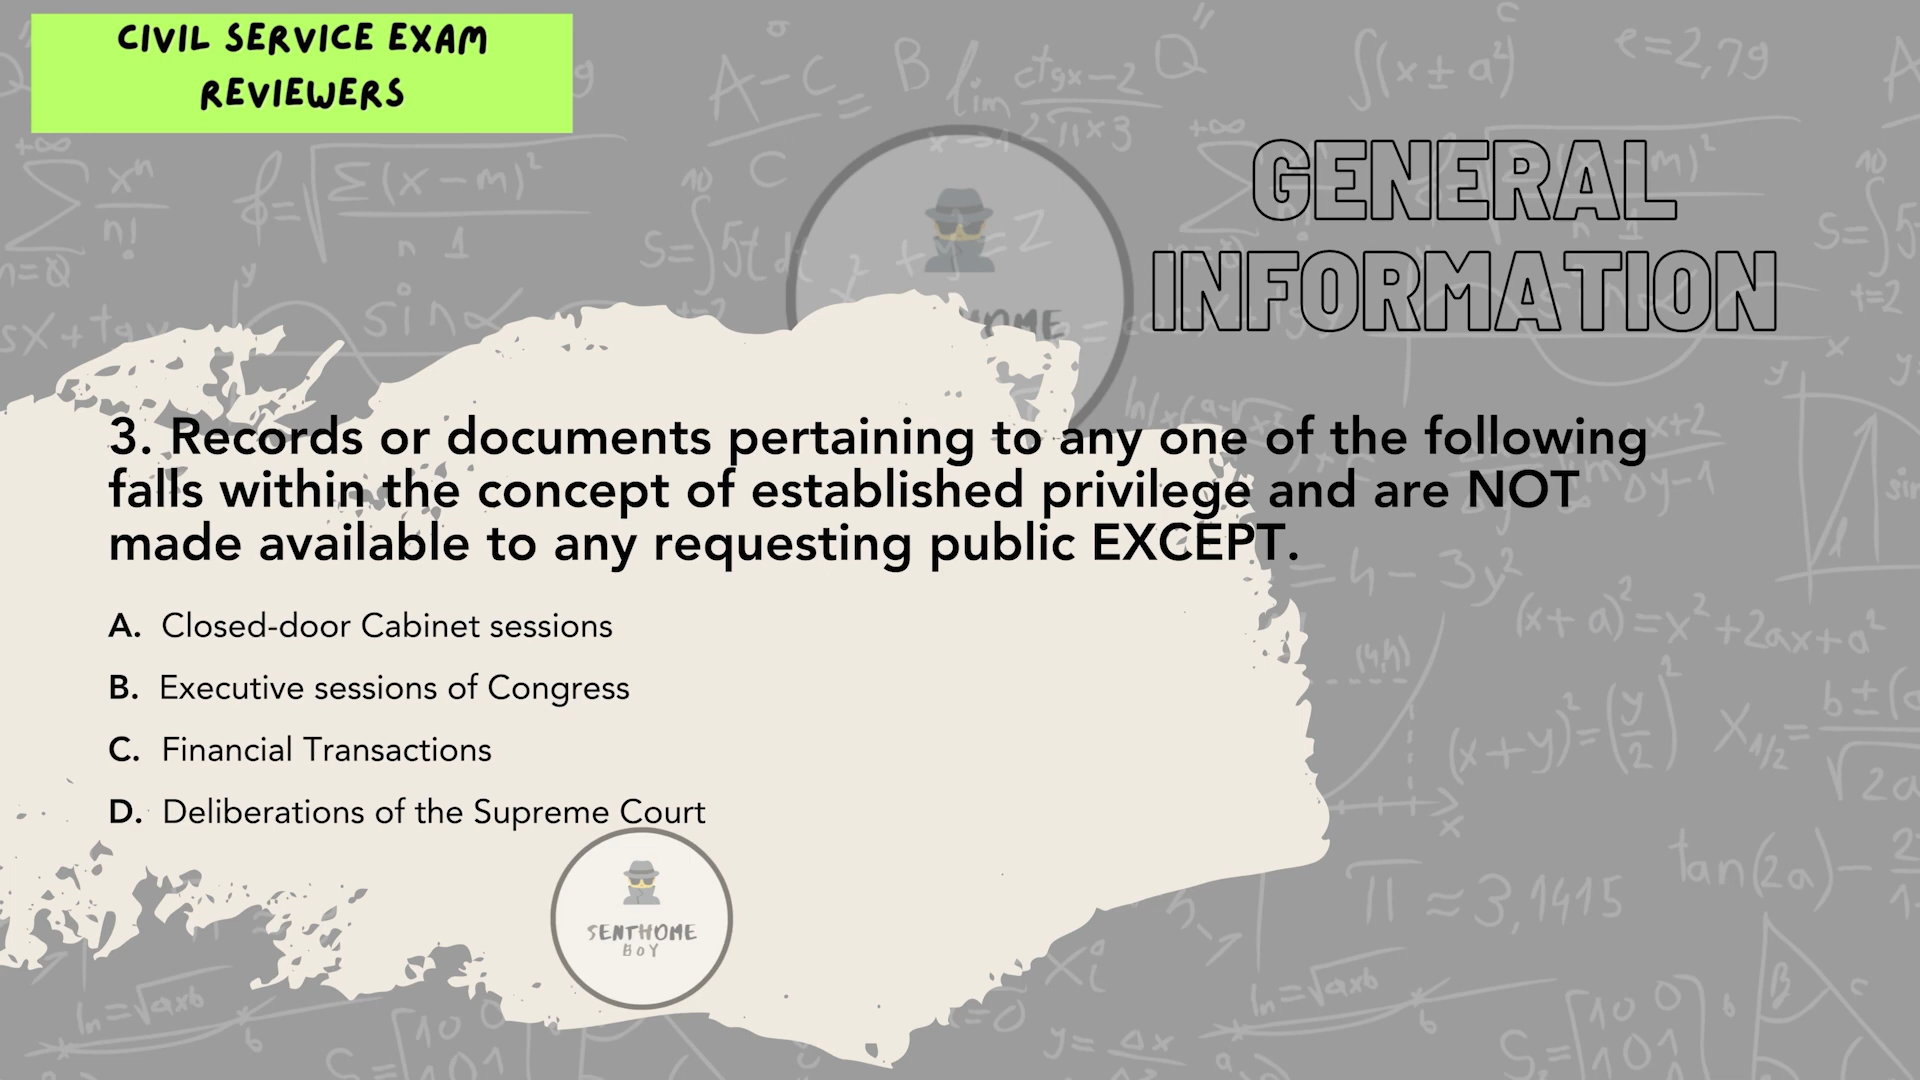 CIVIL SERVICE EXAM
REVIEWERS
GENERAL
INFORMATION
3. Records or documents pertaining to any one of the following
falls within the concept of established privilege and are NOT
made available to any requesting public EXCEPT.
A. Closed-door Cabinet sessions
B. Executive sessions of Congress
C. Financial Transactions
D. Deliberations of the Supreme Court
SENTHOME
BOY